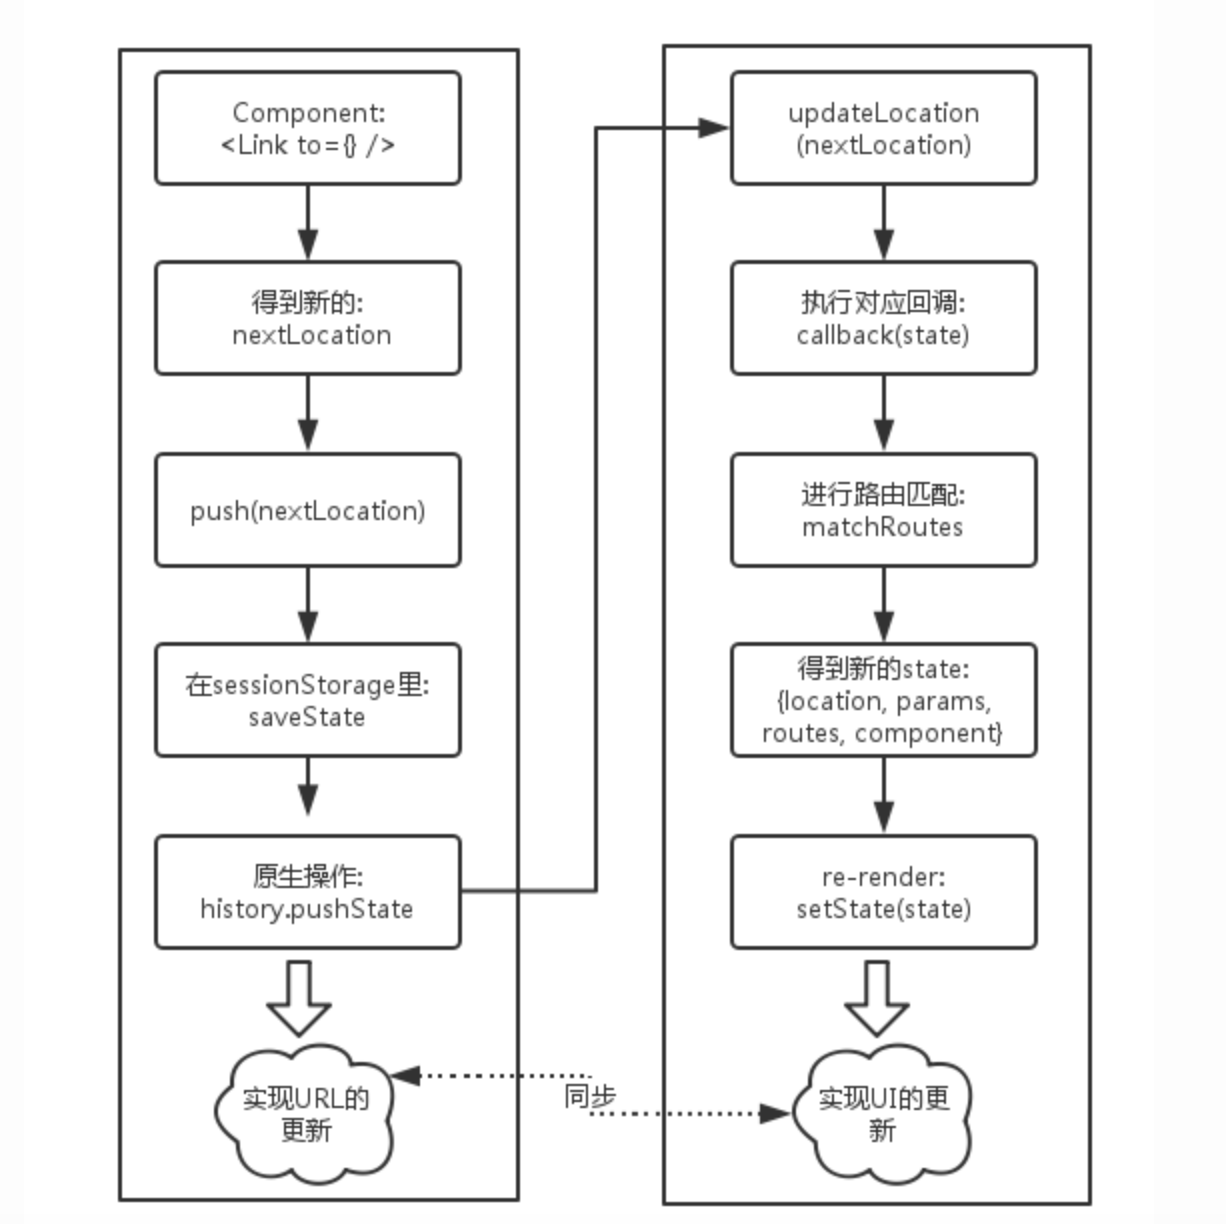 Component:
<Link to={} />
得到新的:
nextLocation
push(nextLocation)
在sessionStorage里:
saveState
原生操作:
history.pushState
实现URL的
更新
同步
updateLocation
(nextLocation)
执行对应回调:
callback(state)
进行路由匹配:
matchRoutes
得到新的state:
{location, params,
routes, component}
re-render:
setState(state)
实现UI的更
新